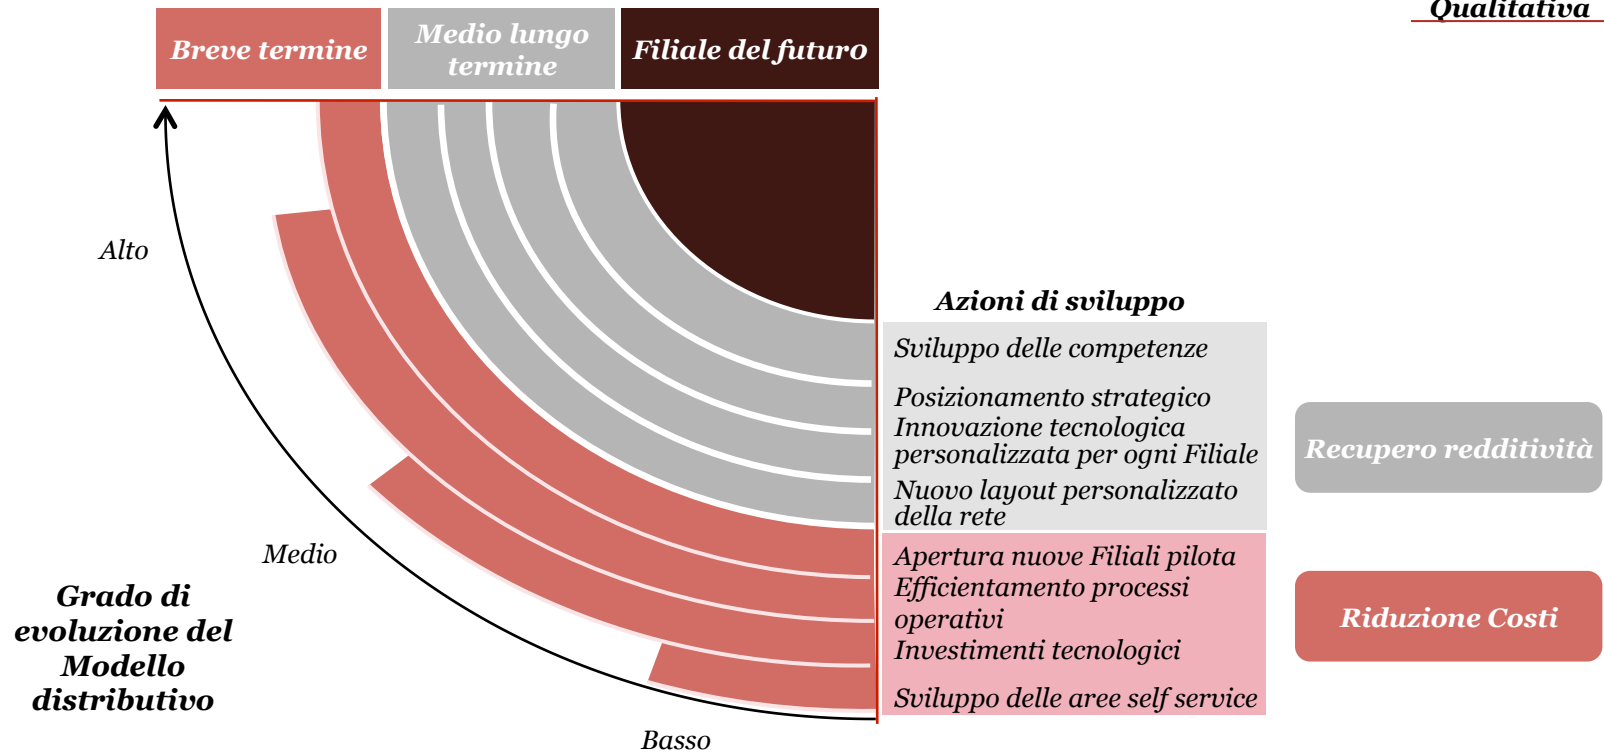 Qualitativa
Breve termine
Medio lungo
termine
Filiale del futuro
Alto
Medio
Basso
Grado di
evoluzione del
Modello
distributivo
Azioni di sviluppo
Sviluppo delle competenze
Posizionamento strategico
Innovazione tecnologica
personalizzata per ogni Filiale
Nuovo layout personalizzato
della rete
Apertura nuove Filiali pilota
Efficientamento processi
operativi
Investimenti tecnologici
Sviluppo delle aree self service
Recupero redditività
Riduzione Costi